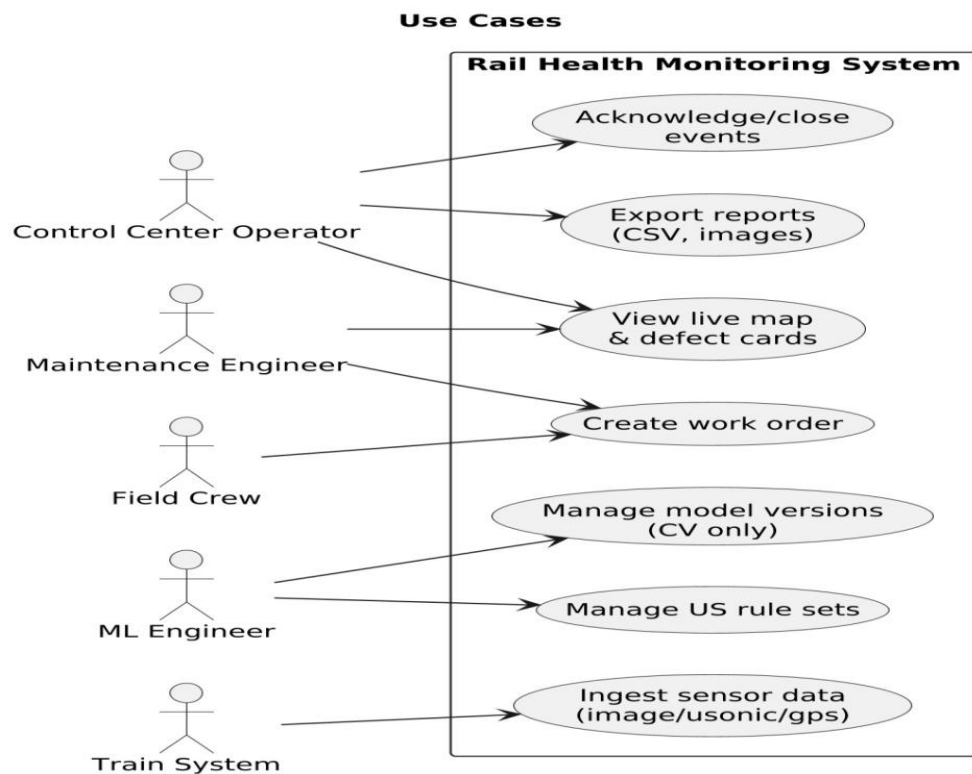 Use Cases
Rail Health Monitoring System
Acknowledge/close
events
Control Center Operator
Export reports
(CSV, images)
View live map
& defect cards
Maintenance Engineer
Create work order
Field Crew
Manage model versions
(CV only)
ML Engineer
Manage US rule sets
Ingest sensor data
(image/usonic/gps)
Train System